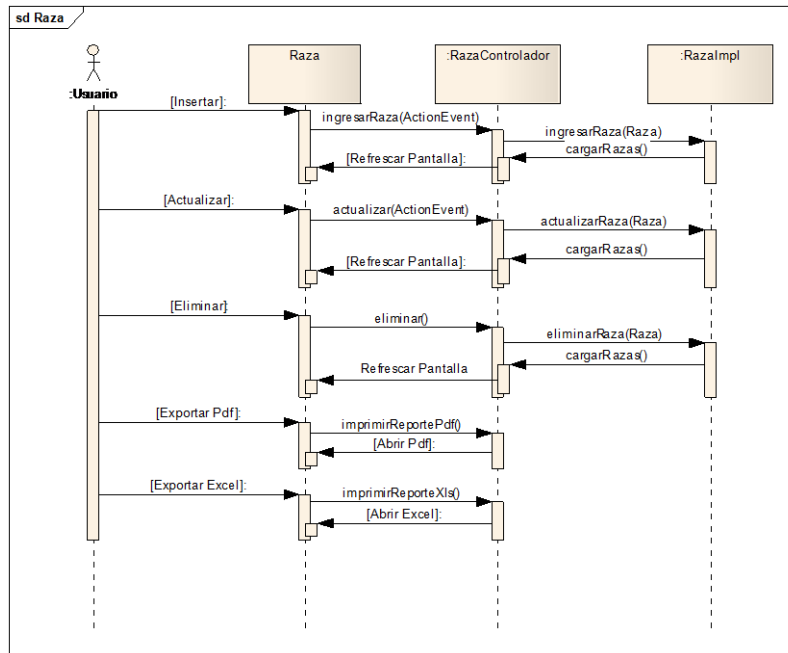 sd Raza
:Usuario
Raza
:RazaControlador
:RazaImpl
[Insertar]:
ingresarRaza(ActionEvent)
ingresarRaza(Raza)
cargarRazas()
[Refrescar Pantalla]:
[Actualizar]:
actualizar(ActionEvent)
actualizarRaza(Raza)
cargarRazas()
[Refrescar Pantalla]:
[Eliminar]:
eliminar()
eliminarRaza(Raza)
cargarRazas()
Refrescar Pantalla
[Exportar Pdf]:
imprimirReportePdf()
[Abrir Pdf]:
[Exportar Excel]:
imprimirReporteXls()
[Abrir Excel]: